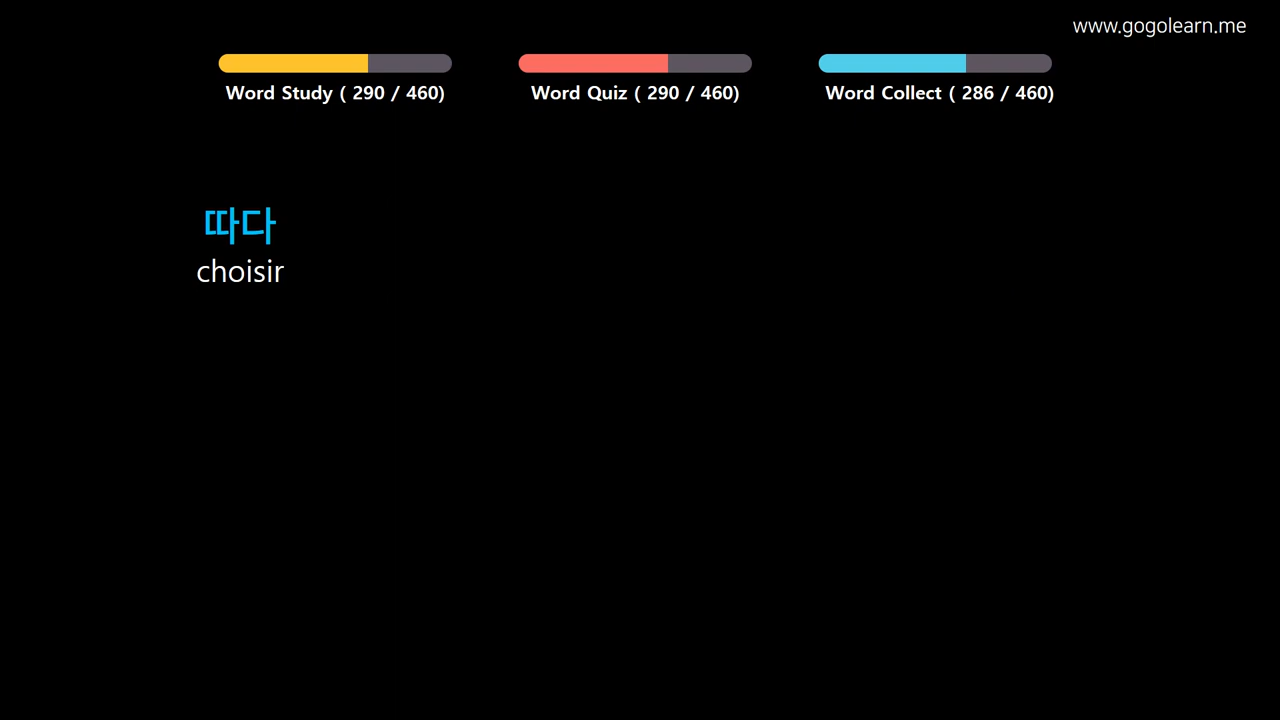 www.gogolearn.me
Word Study ( 290 / 460)
Word Quiz ( 290 / 460)
Word Collect ( 286 / 460)
따다
choisir